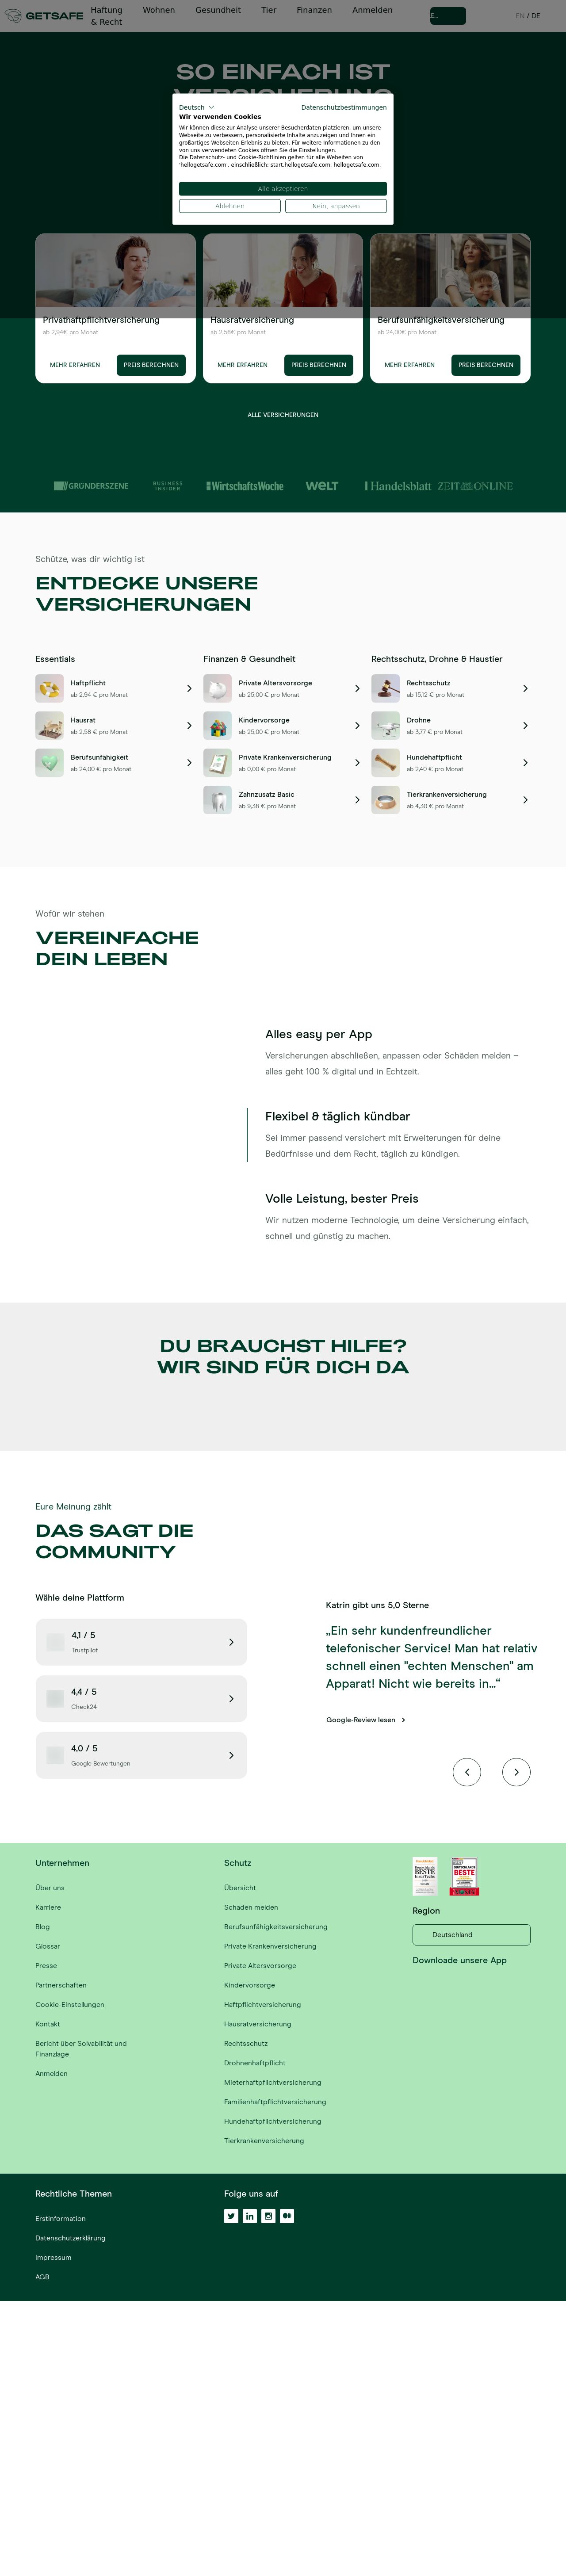 GETSAFE
Haftung
& Recht
Wohnen
Gesundheit
Tier
Finanzen
Anmelden
E...
EN / DE
SO EINFACH IST
Deutsch
Datenschutzbestimmungen
Wir verwenden Cookies
Wir können diese zur Analyse unserer Besucherdaten platzieren, um unsere
Webseite zu verbessern, personalisierte Inhalte anzuzeigen und Ihnen ein
großartiges Webseiten-Erlebnis zu bieten. Für weitere Informationen zu den
von uns verwendeten Cookies öffnen Sie die Einstellungen.
Die Datenschutz- und Cookie-Richtlinien gelten für alle Webeiten von
'hellogetsafe.com', einschließlich: start.hellogetsafe.com, hellogetsafe.com.
Alle akzeptieren
Ablehnen
Nein, anpassen
Privathaftpflichtversicherung
ab 2,94€ pro Monat
MEHR ERFAHREN
PREIS BERECHNEN
Hausratversicherung
ab 2,58€ pro Monat
MEHR ERFAHREN
PREIS BERECHNEN
Berufsunfähigkeitsversicherung
ab 24,00€ pro Monat
MEHR ERFAHREN
PREIS BERECHNEN
ALLE VERSICHERUNGEN
GRÜNDERSZENE
BUSINESS
INSIDER
WirtschaftsWoche
WELT
Handelsblatt
ZEIT ONLINE
Schütze, was dir wichtig ist
ENTDECKE UNSERE
VERSICHERUNGEN
Essentials
Haftpflicht
ab 2,94 € pro Monat
Hausrat
ab 2,58 € pro Monat
Berufsunfähigkeit
ab 24,00 € pro Monat
Finanzen & Gesundheit
Private Altersvorsorge
ab 25,00 € pro Monat
Kindervorsorge
ab 25,00 € pro Monat
Private Krankenversicherung
ab 0,00 € pro Monat
Zahnzusatz Basic
ab 9,38 € pro Monat
Rechtsschutz, Drohne & Haustier
Rechtsschutz
ab 15,12 € pro Monat
Drohne
ab 3,77 € pro Monat
Hundehaftpflicht
ab 2,40 € pro Monat
Tierkrankenversicherung
ab 4,30 € pro Monat
Wofür wir stehen
VEREINFACHE
DEIN LEBEN
Alles easy per App
Versicherungen abschließen, anpassen oder Schäden melden –
alles geht 100 % digital und in Echtzeit.
Flexibel & täglich kündbar
Sei immer passend versichert mit Erweiterungen für deine
Bedürfnisse und dem Recht, täglich zu kündigen.
Volle Leistung, bester Preis
Wir nutzen moderne Technologie, um deine Versicherung einfach,
schnell und günstig zu machen.
DU BRAUCHST HILFE?
WIR SIND FÜR DICH DA
Eure Meinung zählt
DAS SAGT DIE
COMMUNITY
Wähle deine Plattform
4,1 / 5
Trustpilot
4,4 / 5
Check24
4,0 / 5
Google Bewertungen
Katrin gibt uns 5,0 Sterne
„Ein sehr kundenfreundlicher
telefonischer Service! Man hat relativ
schnell einen "echten Menschen" am
Apparat! Nicht wie bereits in...“
Google-Review lesen
Unternehmen
Über uns
Karriere
Blog
Glossar
Presse
Partnerschaften
Cookie-Einstellungen
Kontakt
Bericht über Solvabilität und
Finanzlage
Anmelden
Schutz
Übersicht
Schaden melden
Berufsunfähigkeitsversicherung
Private Krankenversicherung
Private Altersvorsorge
Kindervorsorge
Haftpflichtversicherung
Hausratversicherung
Rechtsschutz
Drohnenhaftpflicht
Mieterhaftpflichtversicherung
Familienhaftpflichtversicherung
Hundehaftpflichtversicherung
Tierkrankenversicherung
BESTE
BESTE
Region
Deutschland
Downloade unsere App
Rechtliche Themen
Erstinformation
Datenschutzerklärung
Impressum
AGB
Folge uns auf